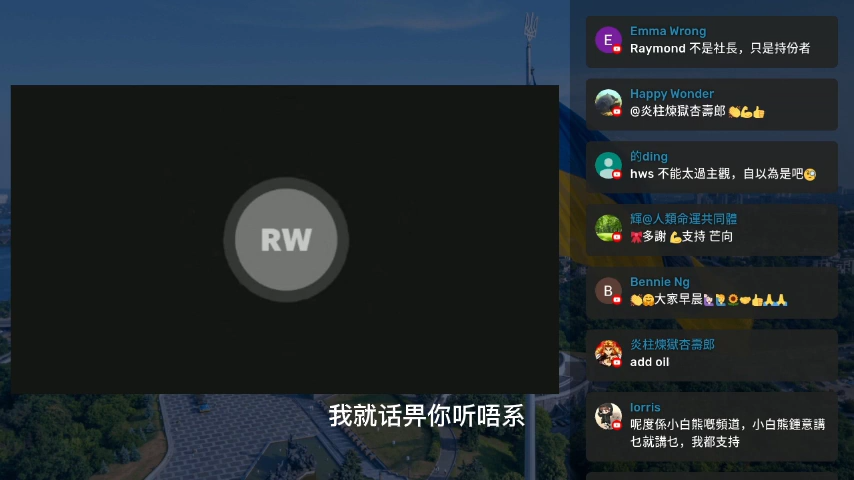 RW
我就话畀你听唔系
E
Emma Wrong
Raymond 不是社長，只是持份者
Happy Wonder
@炎柱煉獄杏壽郎 👏💪👍
的ding
hws 不能太過主觀，自以為是吧🧐
輝@人類命運共同體
🎀多謝 💪支持 芒向
B
Bennie Ng
👏🤗大家早晨🙋🏻‍♀️🙋‍♂️🌻🤝👍🙏🙏
炎柱煉獄杏壽郎
add oil
lorris
呢度係小白熊嘅頻道，小白熊鍾意講
乜就講乜，我都支持